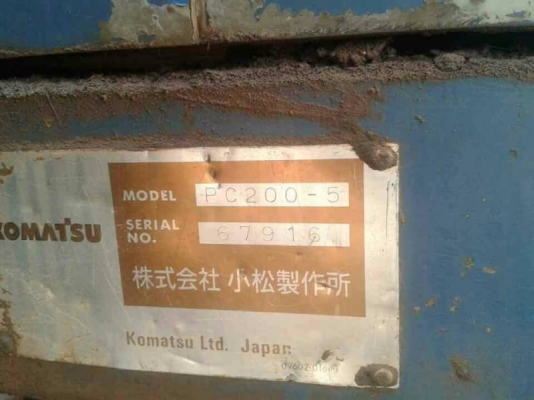 MODEL PC200-5
KOMATSU
SERIAL NO. 67916
株式会社 小松製作所
Komatsu Ltd. Japan